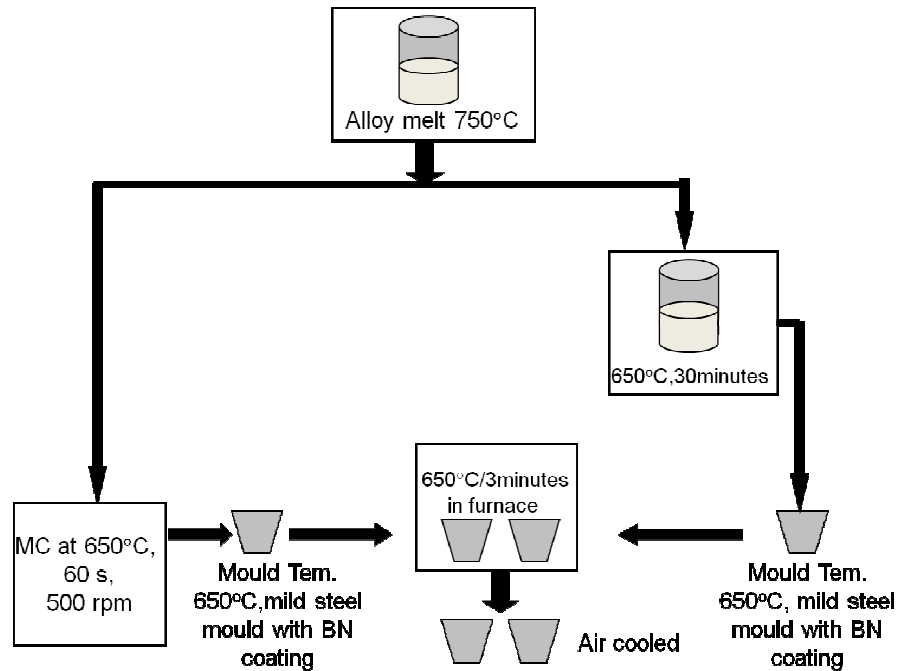 Alloy melt 750°C
650°C,30minutes
650°C/3minutes
in furnace
MC at 650°C,
60 s,
500 rpm
Mould Tem.
650°C,mild steel
mould with BN
coating
Air cooled
Mould Tem.
650°C, mild steel
mould with BN
coating